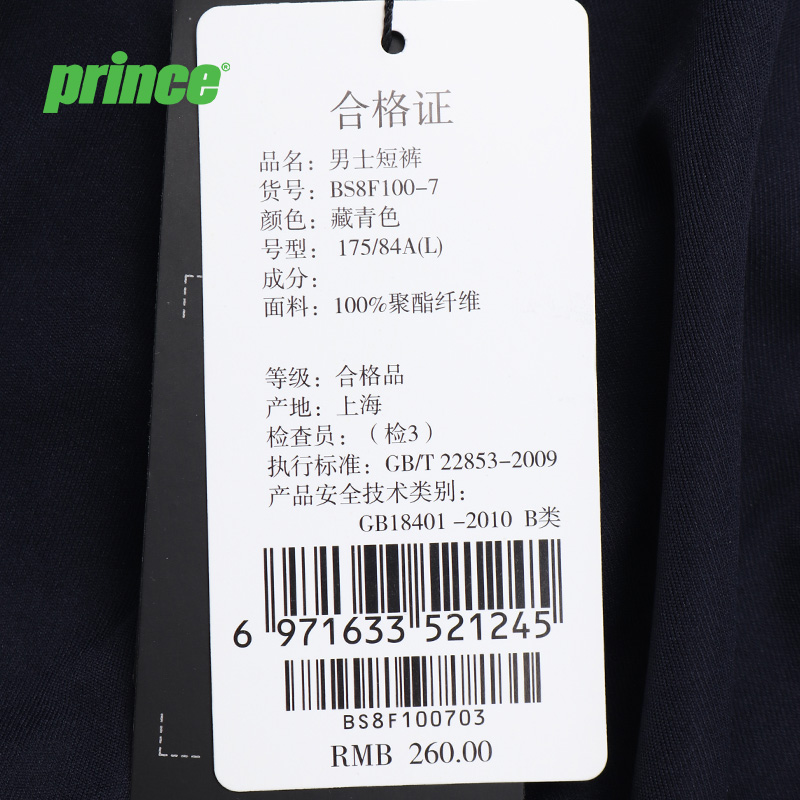 prince®
合格证
品名：男士短裤
货号：BS8F100-7
颜色：藏青色
号型： 175/84A(L)
成分：
面料：100%聚酯纤维
等级：合格品
产地：上海
检查员：（检3）
执行标准：GB/T 22853-2009
产品安全技术类别：
GB18401 -2010 B类
6 971633 521245
BS8F100703
RMB 260.00